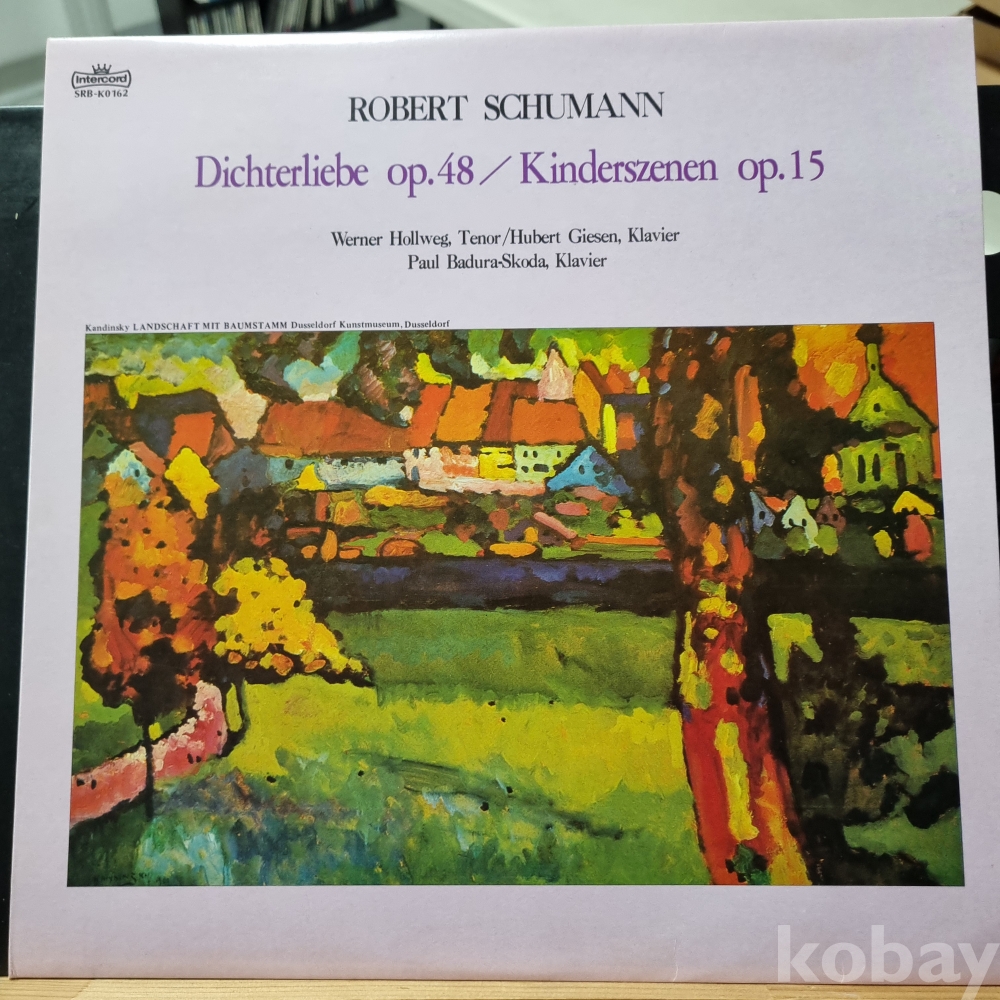 Intercord
SRB-K0162
ROBERT SCHUMANN
Dichterliebe op.48 / Kinderszenen op.15
Werner Hollweg, Tenor/Hubert Giesen, Klavier
Paul Badura-Skoda, Klavier
Kandinsky LANDSCHAFT MIT BAUMSTAMM Dusseldorf Kunstmuseum, Dusseldorf
kobay